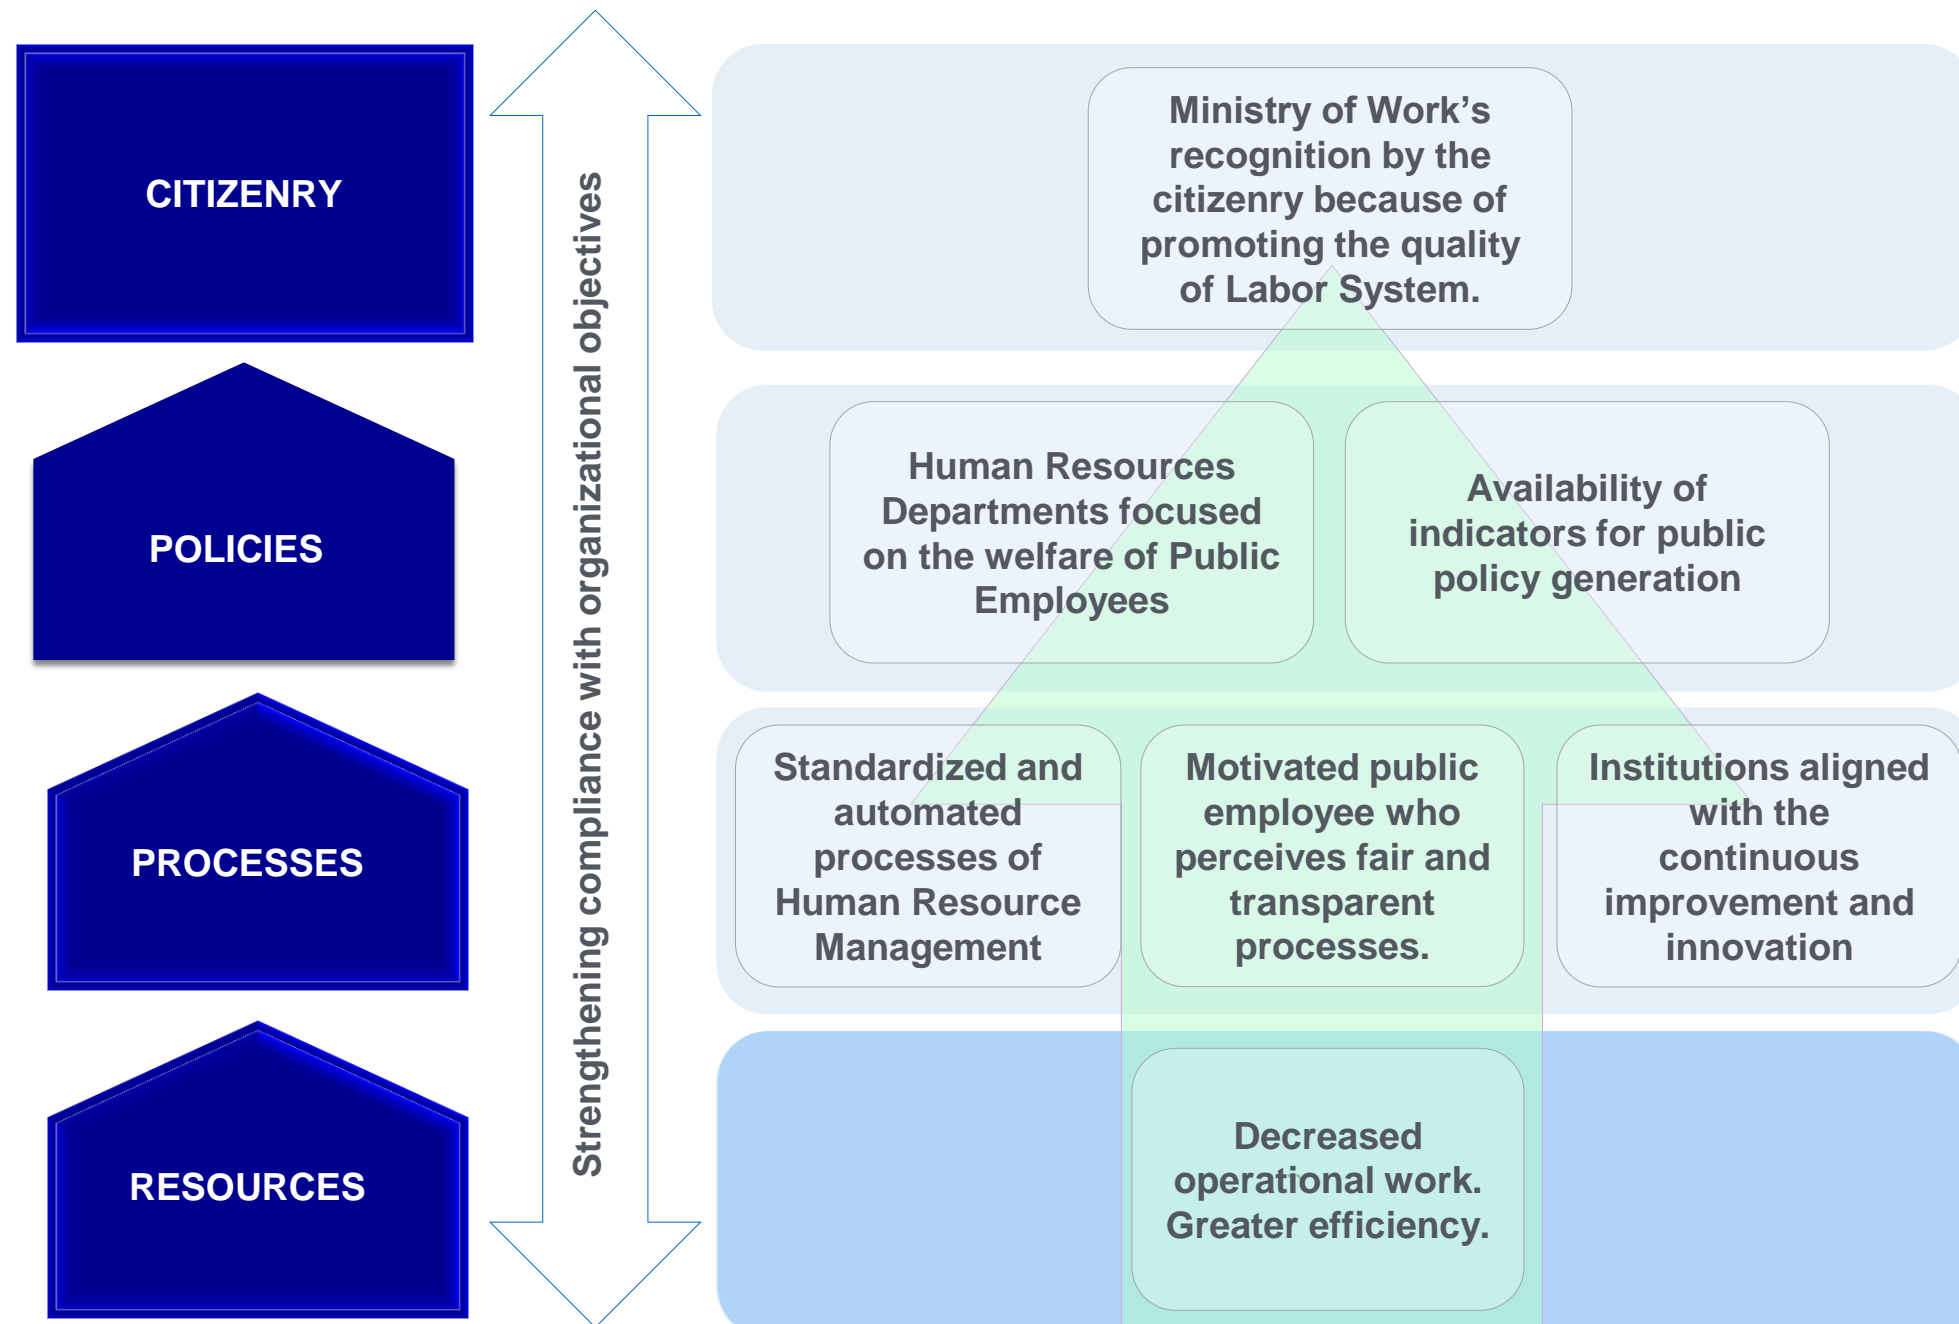 CITIZENRY
Ministry of Work’s
recognition by the
citizenry because of
promoting the quality
of Labor System.
Strengthening compliance with organizational objectives
POLICIES
Human Resources
Departments focused
on the welfare of Public
Employees
Availability of
indicators for public
policy generation
PROCESSES
Standardized and
automated
processes of
Human Resource
Management
Motivated public
employee who
perceives fair and
transparent
processes.
Institutions aligned
with the
continuous
improvement and
innovation
RESOURCES
Decreased
operational work.
Greater efficiency.